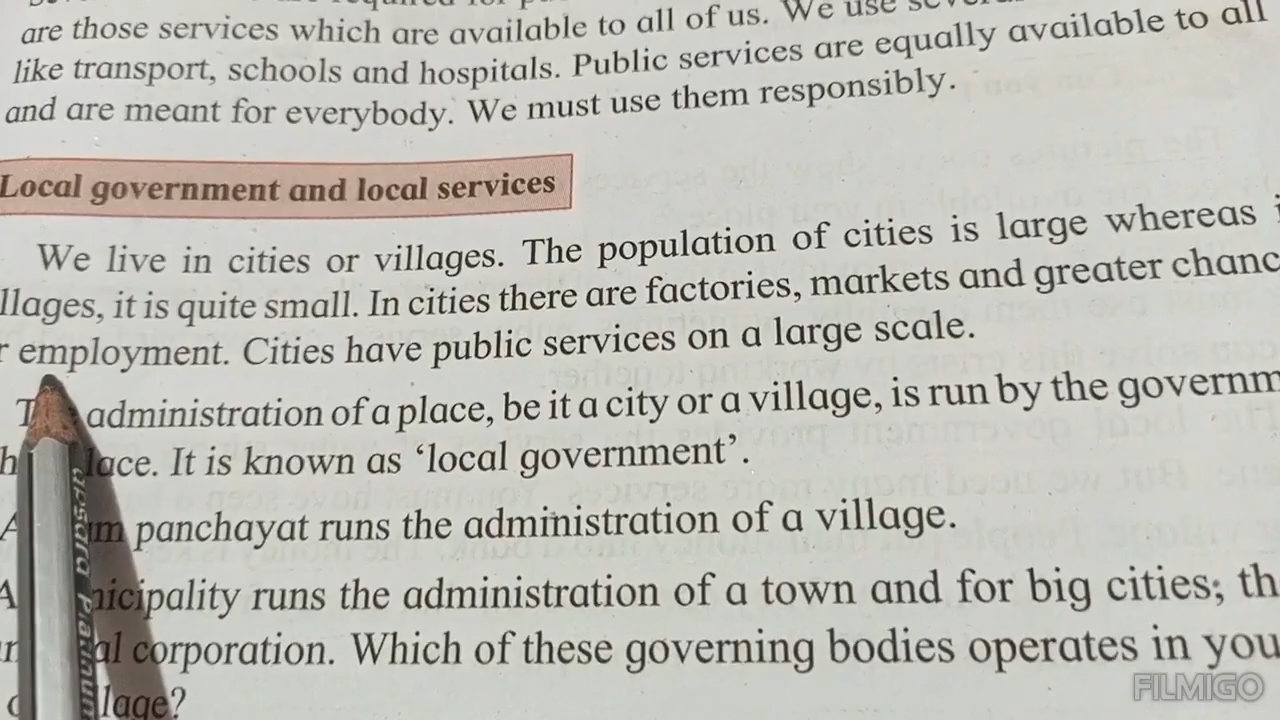 are those services which are available to all of us. We use
like transport, schools and hospitals. Public services are equally available to all
and are meant for everybody. We must use them responsibly.
Local government and local services
We live in cities or villages. The population of cities is large whereas
llages, it is quite small. In cities there are factories, markets and greater chanc
r employment. Cities have public services on a large scale.
administration of a place, be it a city or a village, is run by the governm
lace. It is known as ‘local government’.
panchayat runs the administration of a village.
nicipality runs the administration of a town and for big cities; th
al corporation. Which of these governing bodies operates in you
lage?
FILMIGO